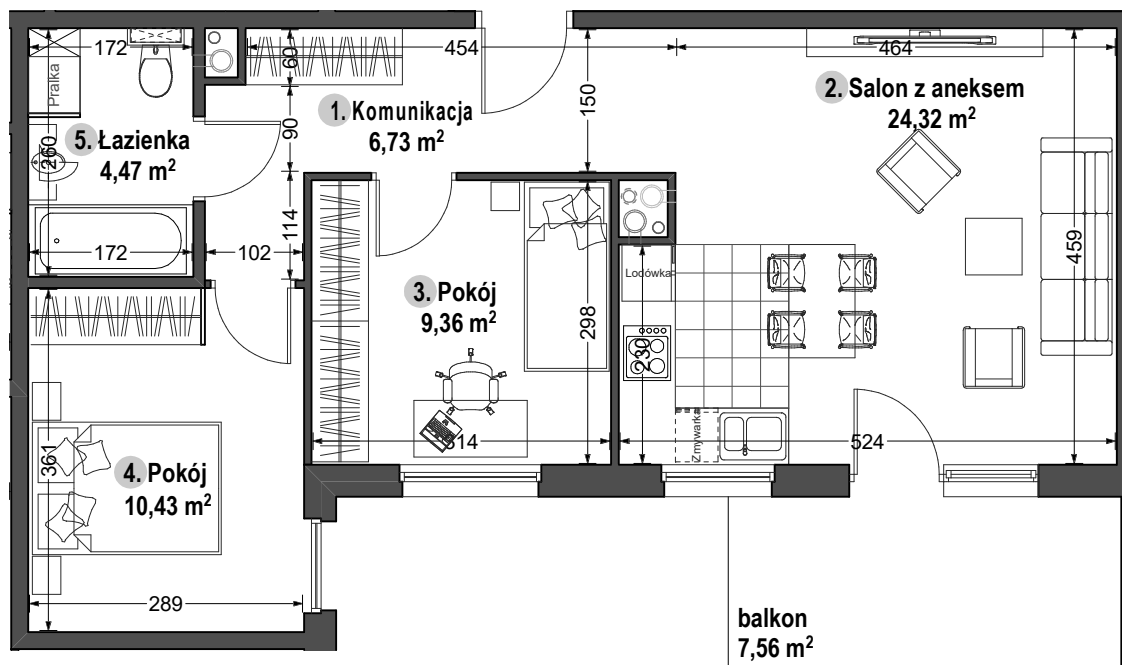 172
454
464
60
Pralka
1. Komunikacja
6,73 m²
150
2. Salon z aneksem
24,32 m²
90
5. Łazienka
4,47 m²
260
114
172
102
459
Lodówka
3. Pokój
9,36 m²
298
230
Zmywarka
314
524
361
4. Pokój
10,43 m²
289
balkon
7,56 m²